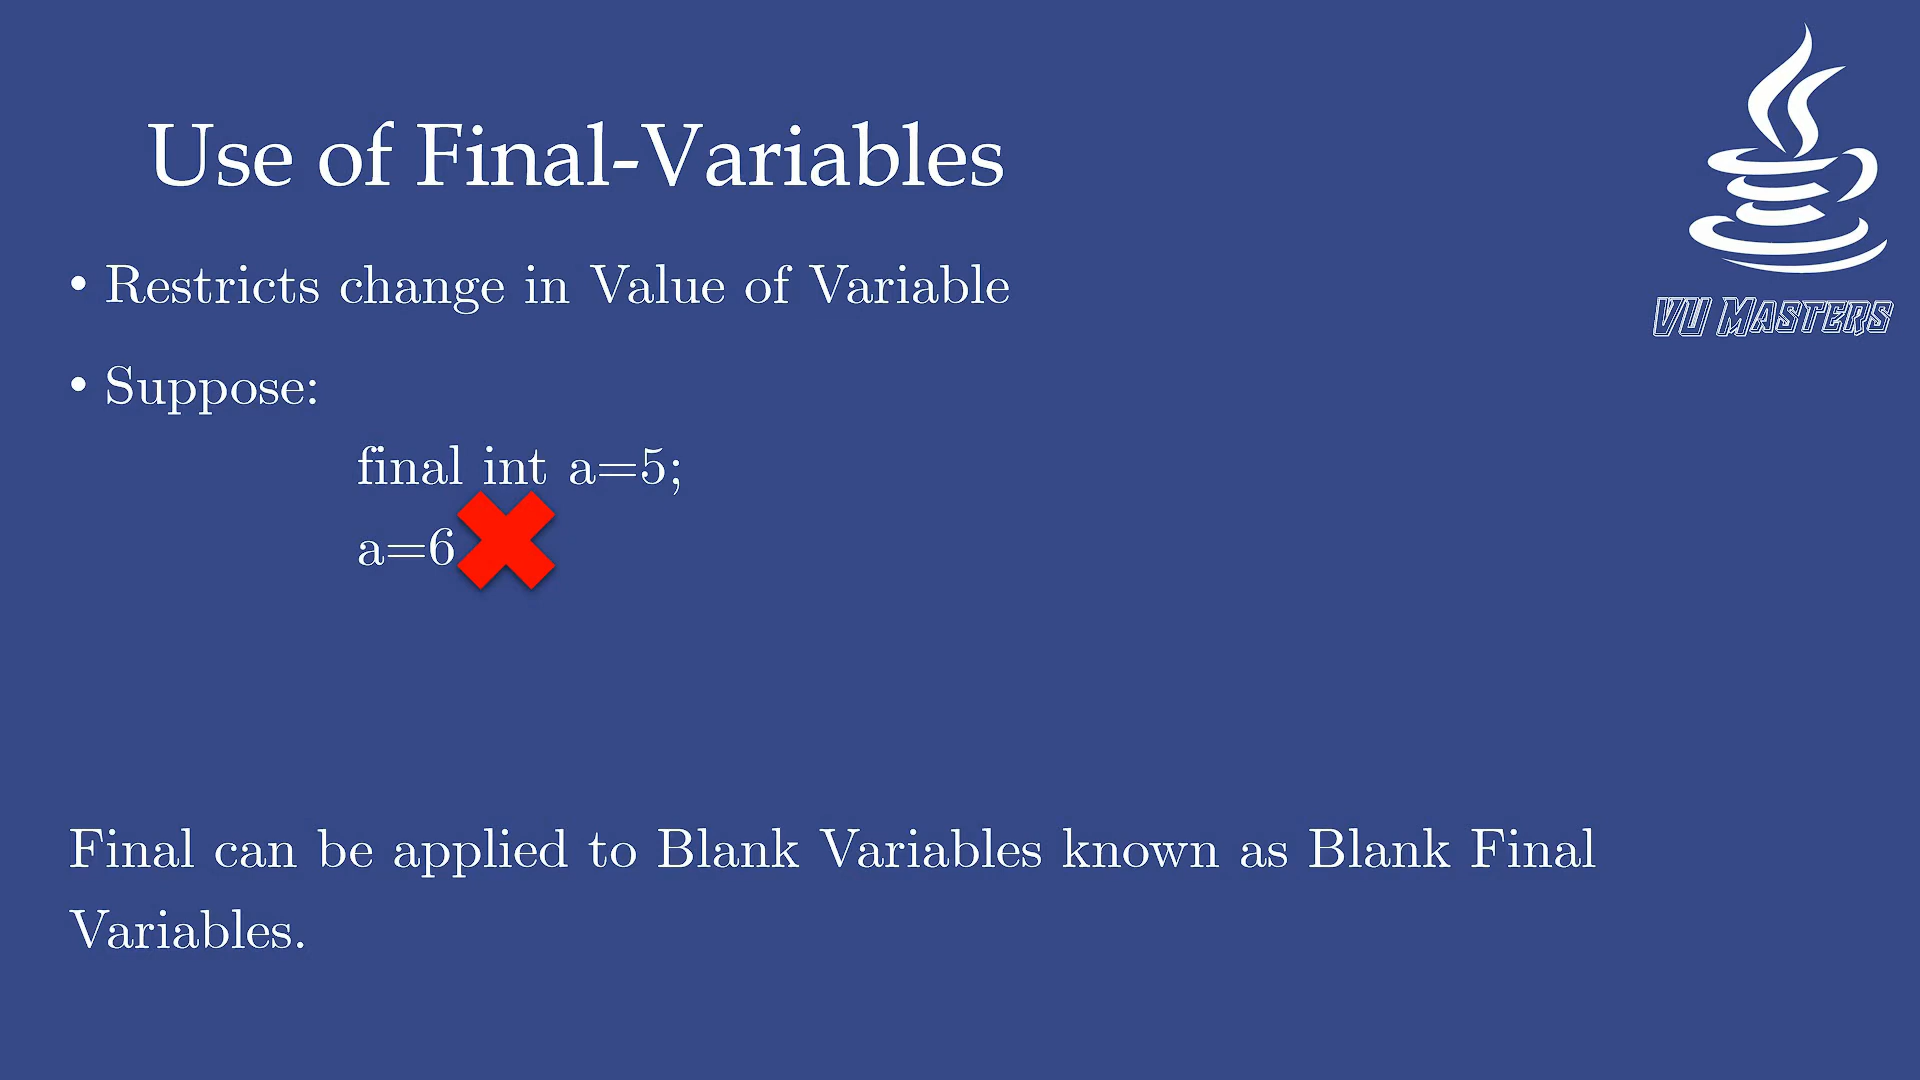 Use of Final-Variables
• Restricts change in Value of Variable
• Suppose:
final int a=5;
a=6
Final can be applied to Blank Variables known as Blank Final
Variables.
VU Masters